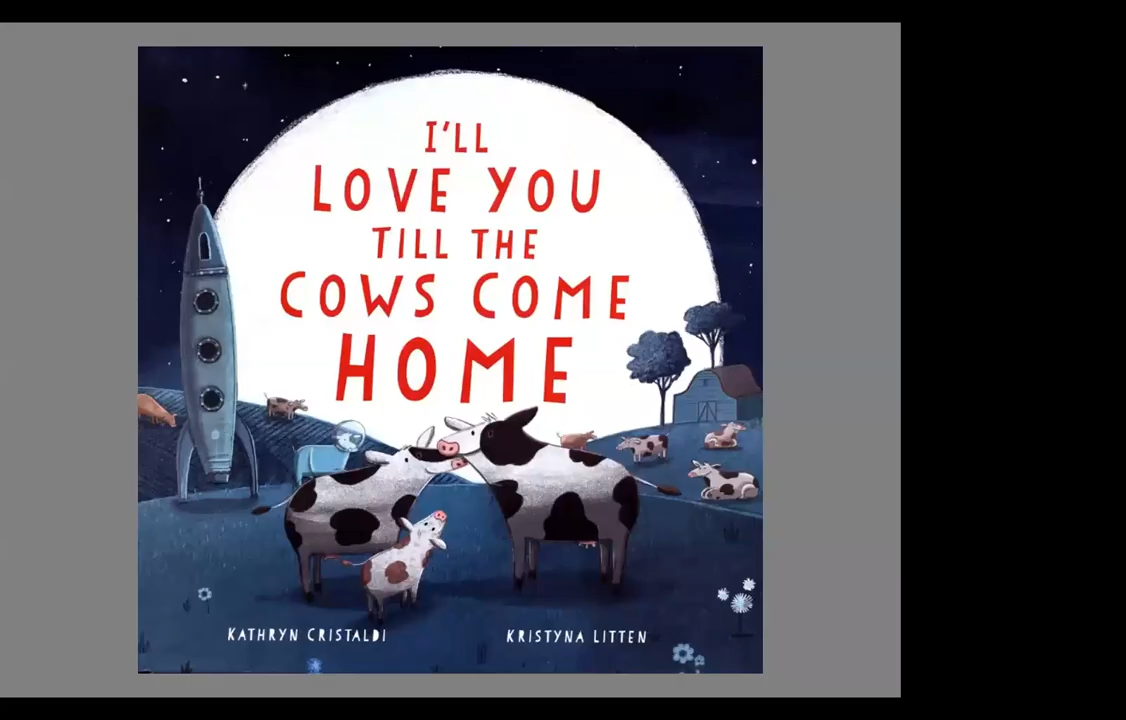 I'LL
LOVE YOU
TILL THE
COWS COME
HOME
KATHRYN CRISTALDI
KRISTYNA LITTEN